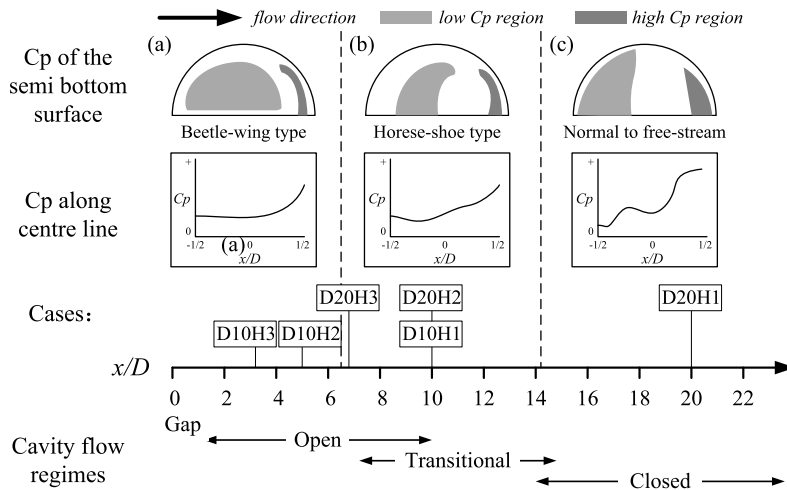 flow direction low Cp region high Cp region
(a) (b) (c)
Cp of the
semi bottom
surface
Beetle-wing type Horese-shoe type Normal to free-stream
Cp along
centre line
+ + +
Cp Cp Cp
0 0 0
-1/2 (a) 0 1/2 -1/2 0 1/2 -1/2 0 1/2
x/D x/D x/D
Cases：
D20H3 D20H2 D20H1
D10H3 D10H2 D10H1
x/D
0 2 4 6 8 10 12 14 16 18 20 22
Gap
Cavity flow
regimes
Open
Transitional
Closed